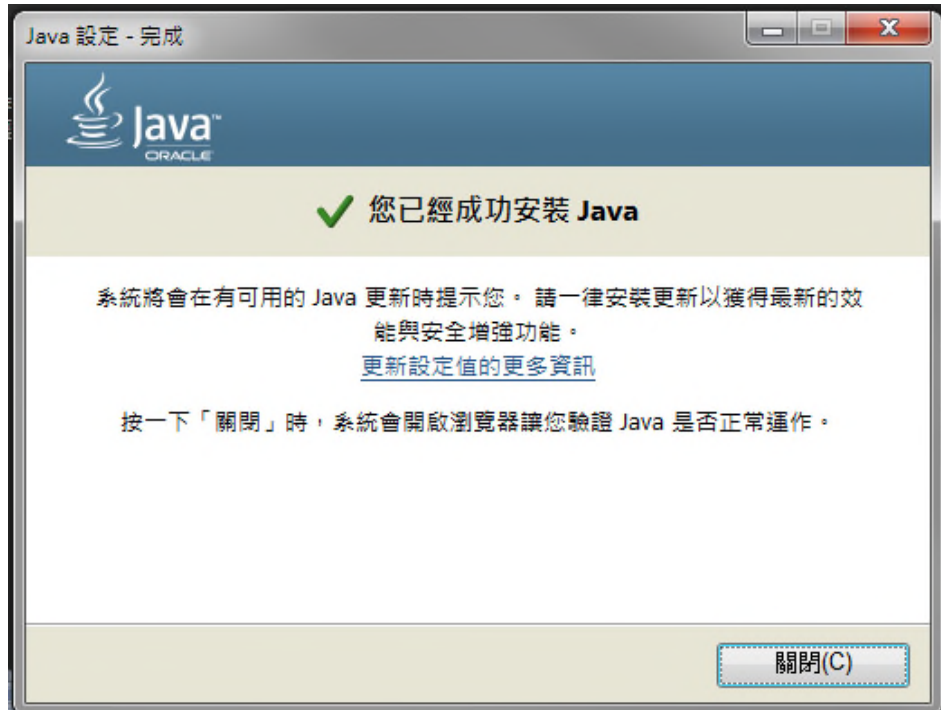 Java 設定 - 完成
Java™
ORACLE
您已經成功安裝 Java
系統將會在有可用的 Java 更新時提示您。 請一律安裝更新以獲得最新的效
能與安全增強功能。
更新設定值的更多資訊
按一下「關閉」時，系統會開啟瀏覽器讓您驗證 Java 是否正常運作。
關閉(C)